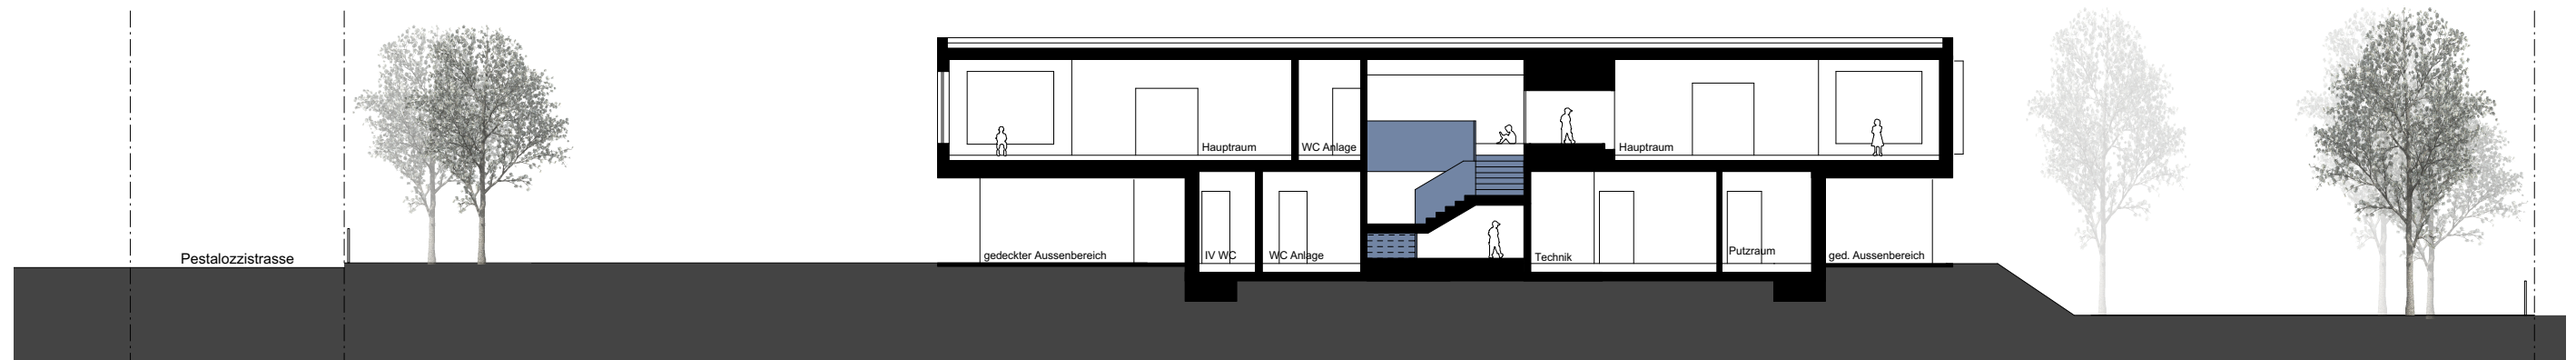 Hauptraum
WC Anlage
Hauptraum
Pestalozzistrasse
gedeckter Aussenbereich
IV WC
WC Anlage
Technik
Putzraum
ged. Aussenbereich